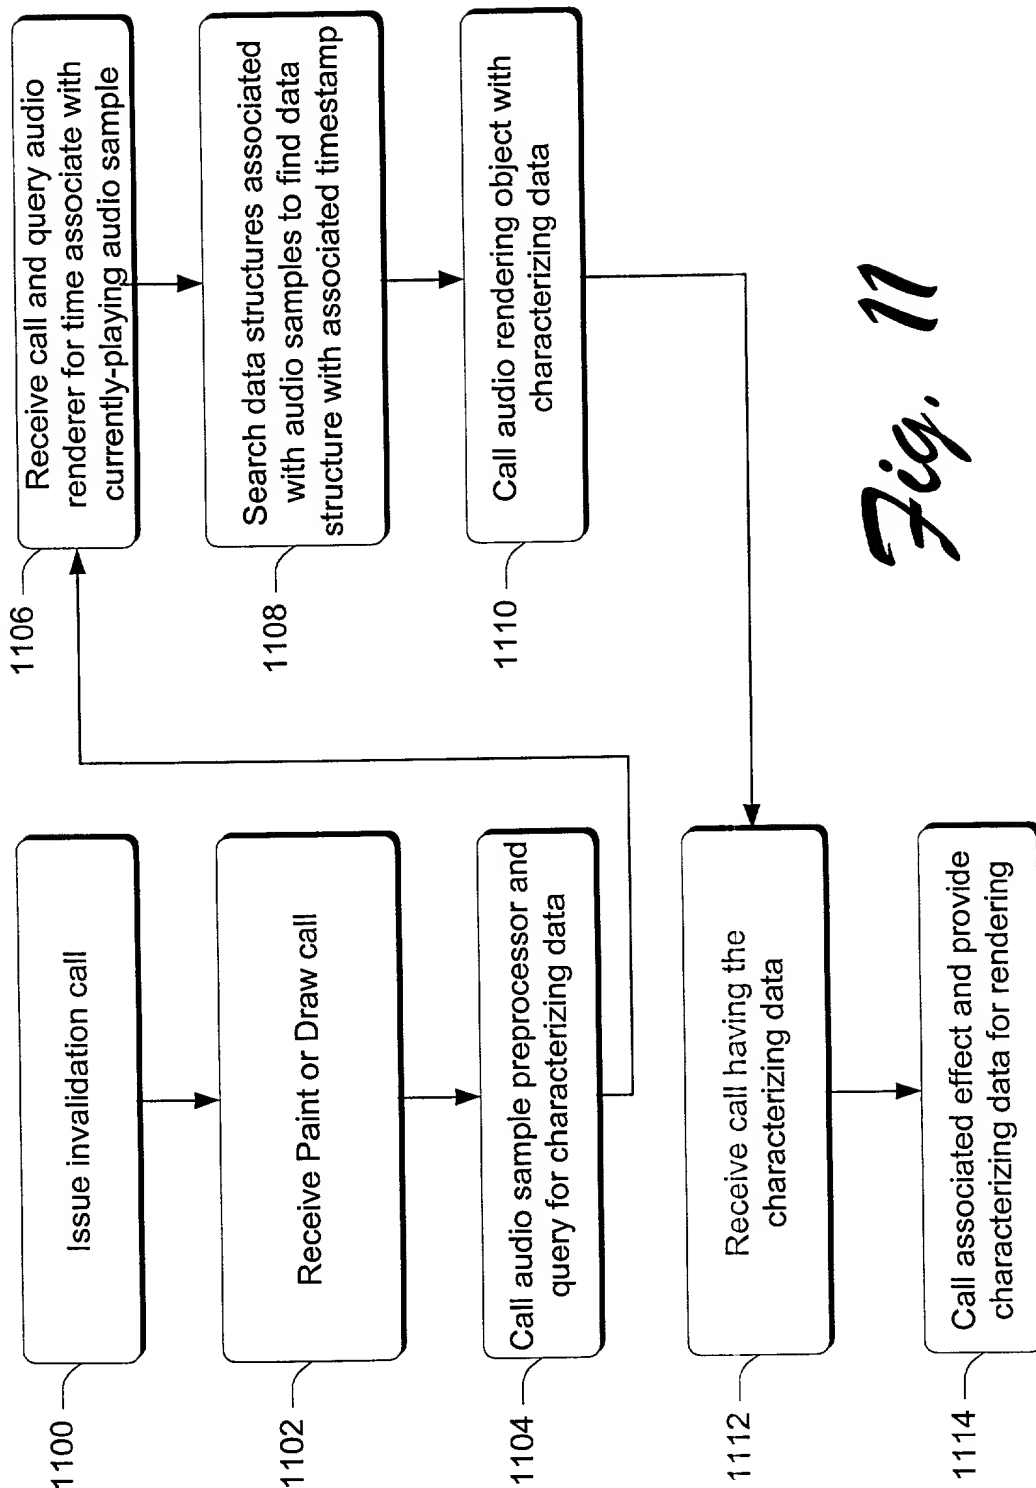 1100
Issue invalidation call
1102
Receive Paint or Draw call
1104
Call audio sample preprocessor and
query for characterizing data
1106
Receive call and query audio
renderer for time associate with
currently-playing audio sample
1108
Search data structures associated
with audio samples to find data
structure with associated timestamp
1110
Call audio rendering object with
characterizing data
1112
Receive call having the
characterizing data
1114
Call associated effect and provide
characterizing data for rendering
Fig. 11